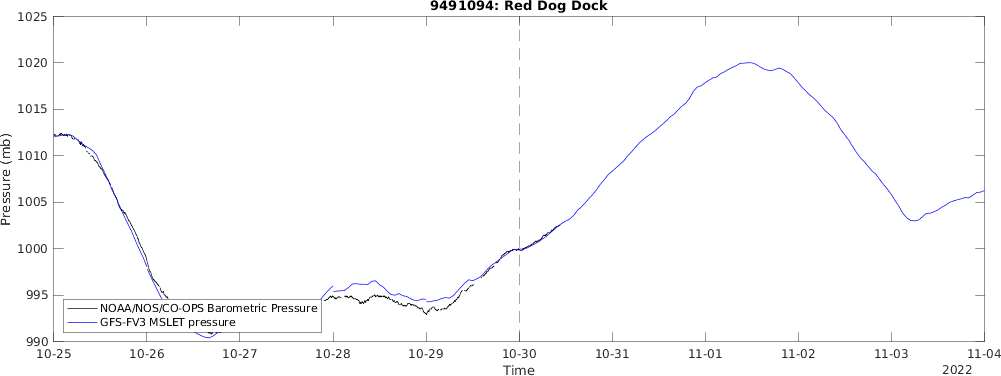 9491094: Red Dog Dock
1025
1020
1015
1010
1005
1000
995
990
Pressure (mb)
NOAA/NOS/CO-OPS Barometric Pressure
GFS-FV3 MSLET pressure
10-25 10-26 10-27 10-28 10-29 10-30 10-31 11-01 11-02 11-03 11-04
Time
2022